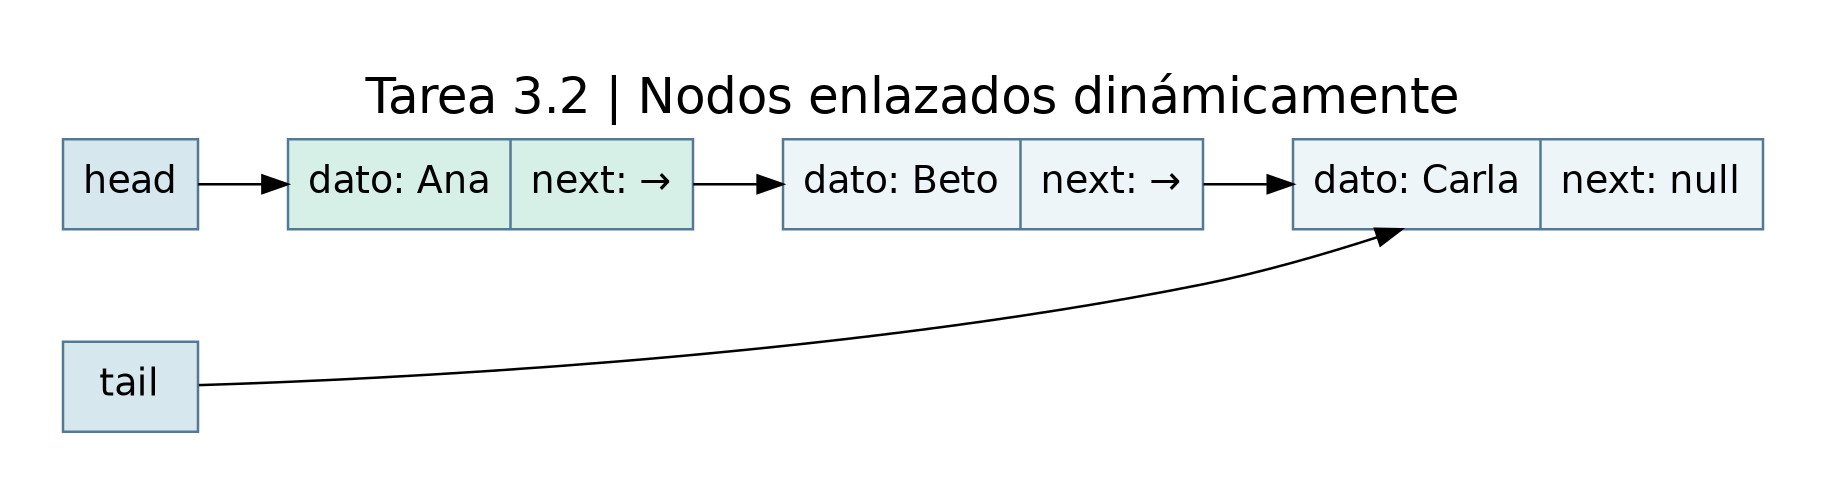 Tarea 3.2 | Nodos enlazados dinámicamente
head
dato: Ana
next: →
dato: Beto
next: →
dato: Carla
next: null
tail